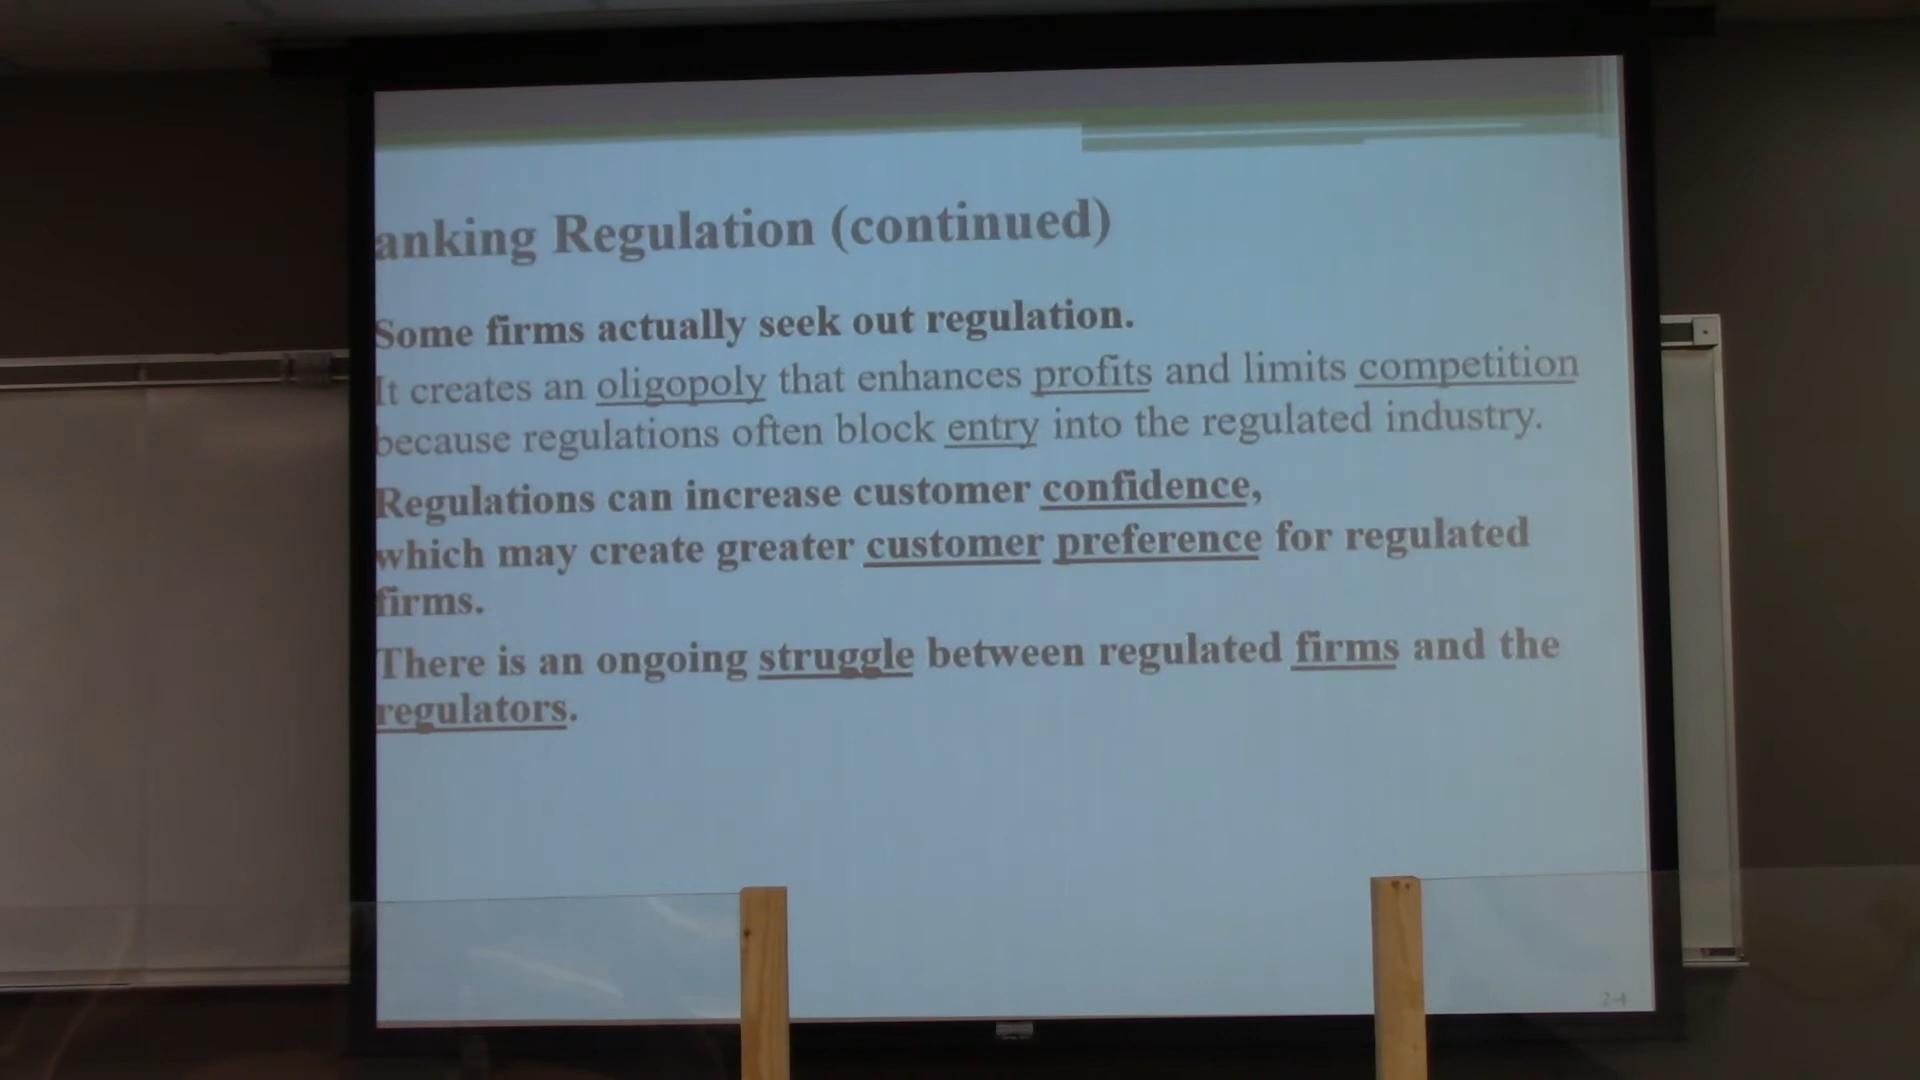 anking Regulation (continued)
Some firms actually seek out regulation.
It creates an oligopoly that enhances profits and limits competition
because regulations often block entry into the regulated industry.
Regulations can increase customer confidence,
which may create greater customer preference for regulated
firms.
There is an ongoing struggle between regulated firms and the
regulators.
2-4